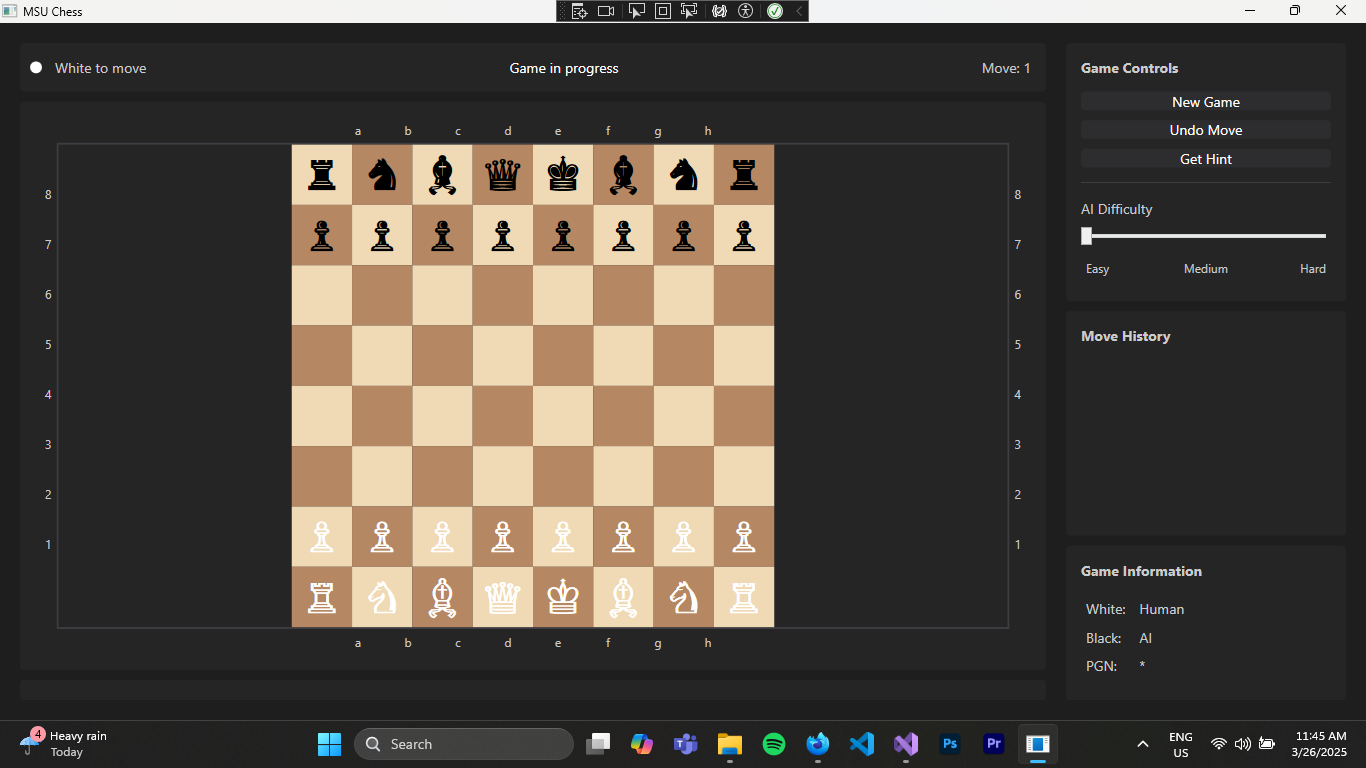 MSU Chess
White to move
Game in progress
Move: 1
a b c d e f g h
8 8
7 7
6 6
5 5
4 4
3 3
2 2
1 1
a b c d e f g h
Game Controls
New Game
Undo Move
Get Hint
AI Difficulty
Easy Medium Hard
Move History
Game Information
White: Human
Black: AI
PGN: *
4
Heavy rain
Today
Search
Ps
Pr
ENG
US
11:45 AM
3/26/2025